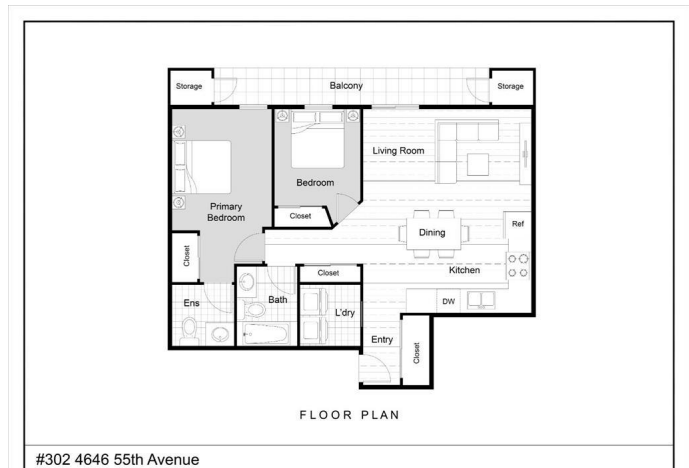 Storage
Balcony
Storage
Living Room
Bedroom
Primary
Bedroom
Closet
Ref
Dining
Closet
Closet
Kitchen
Ens
Bath
L'dry
DW
Entry
Closet
FLOOR PLAN
#302 4646 55th Avenue